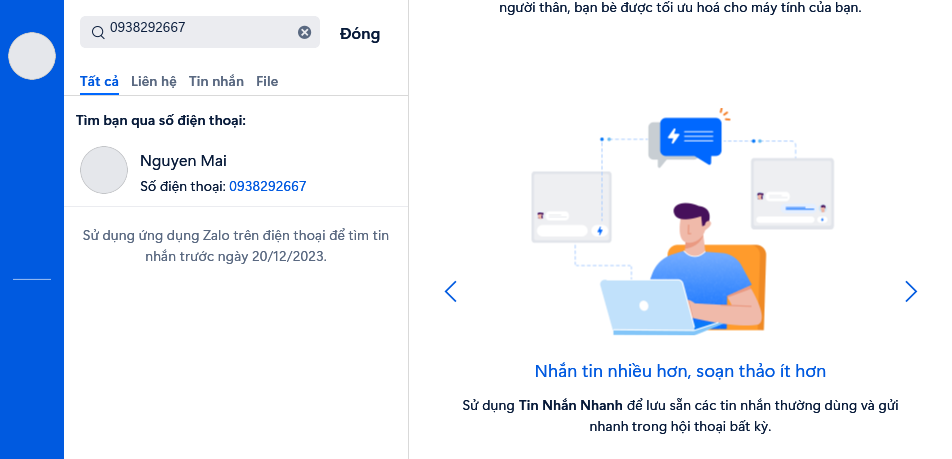 0938292667
Đóng
Tất cả Liên hệ Tin nhắn File
Tìm bạn qua số điện thoại:
Nguyen Mai
Số điện thoại: 0938292667
Sử dụng ứng dụng Zalo trên điện thoại để tìm tin
nhắn trước ngày 20/12/2023.
người thân, bạn bè được tối ưu hoá cho máy tính của bạn.
Nhắn tin nhiều hơn, soạn thảo ít hơn
Sử dụng Tin Nhắn Nhanh để lưu sẵn các tin nhắn thường dùng và gửi
nhanh trong hội thoại bất kỳ.